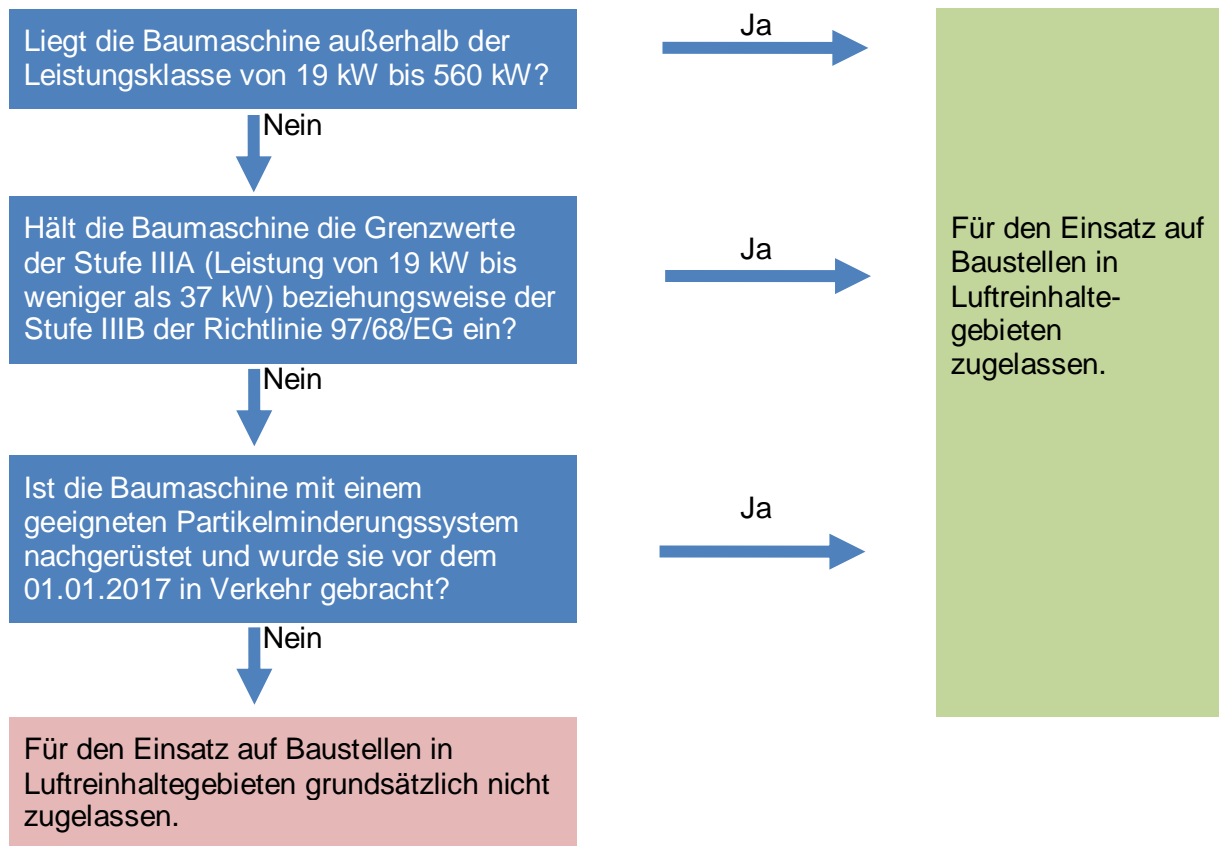 Liegt die Baumaschine außerhalb der
Leistungsklasse von 19 kW bis 560 kW?
Ja
Nein
Hält die Baumaschine die Grenzwerte
der Stufe IIIA (Leistung von 19 kW bis
weniger als 37 kW) beziehungsweise der
Stufe IIIB der Richtlinie 97/68/EG ein?
Ja
Für den Einsatz auf
Baustellen in
Luftreinhalte-
gebieten
zugelassen.
Nein
Ist die Baumaschine mit einem
geeigneten Partikelminderungssystem
nachgerüstet und wurde sie vor dem
01.01.2017 in Verkehr gebracht?
Ja
Nein
Für den Einsatz auf Baustellen in
Luftreinhaltegebieten grundsätzlich nicht
zugelassen.